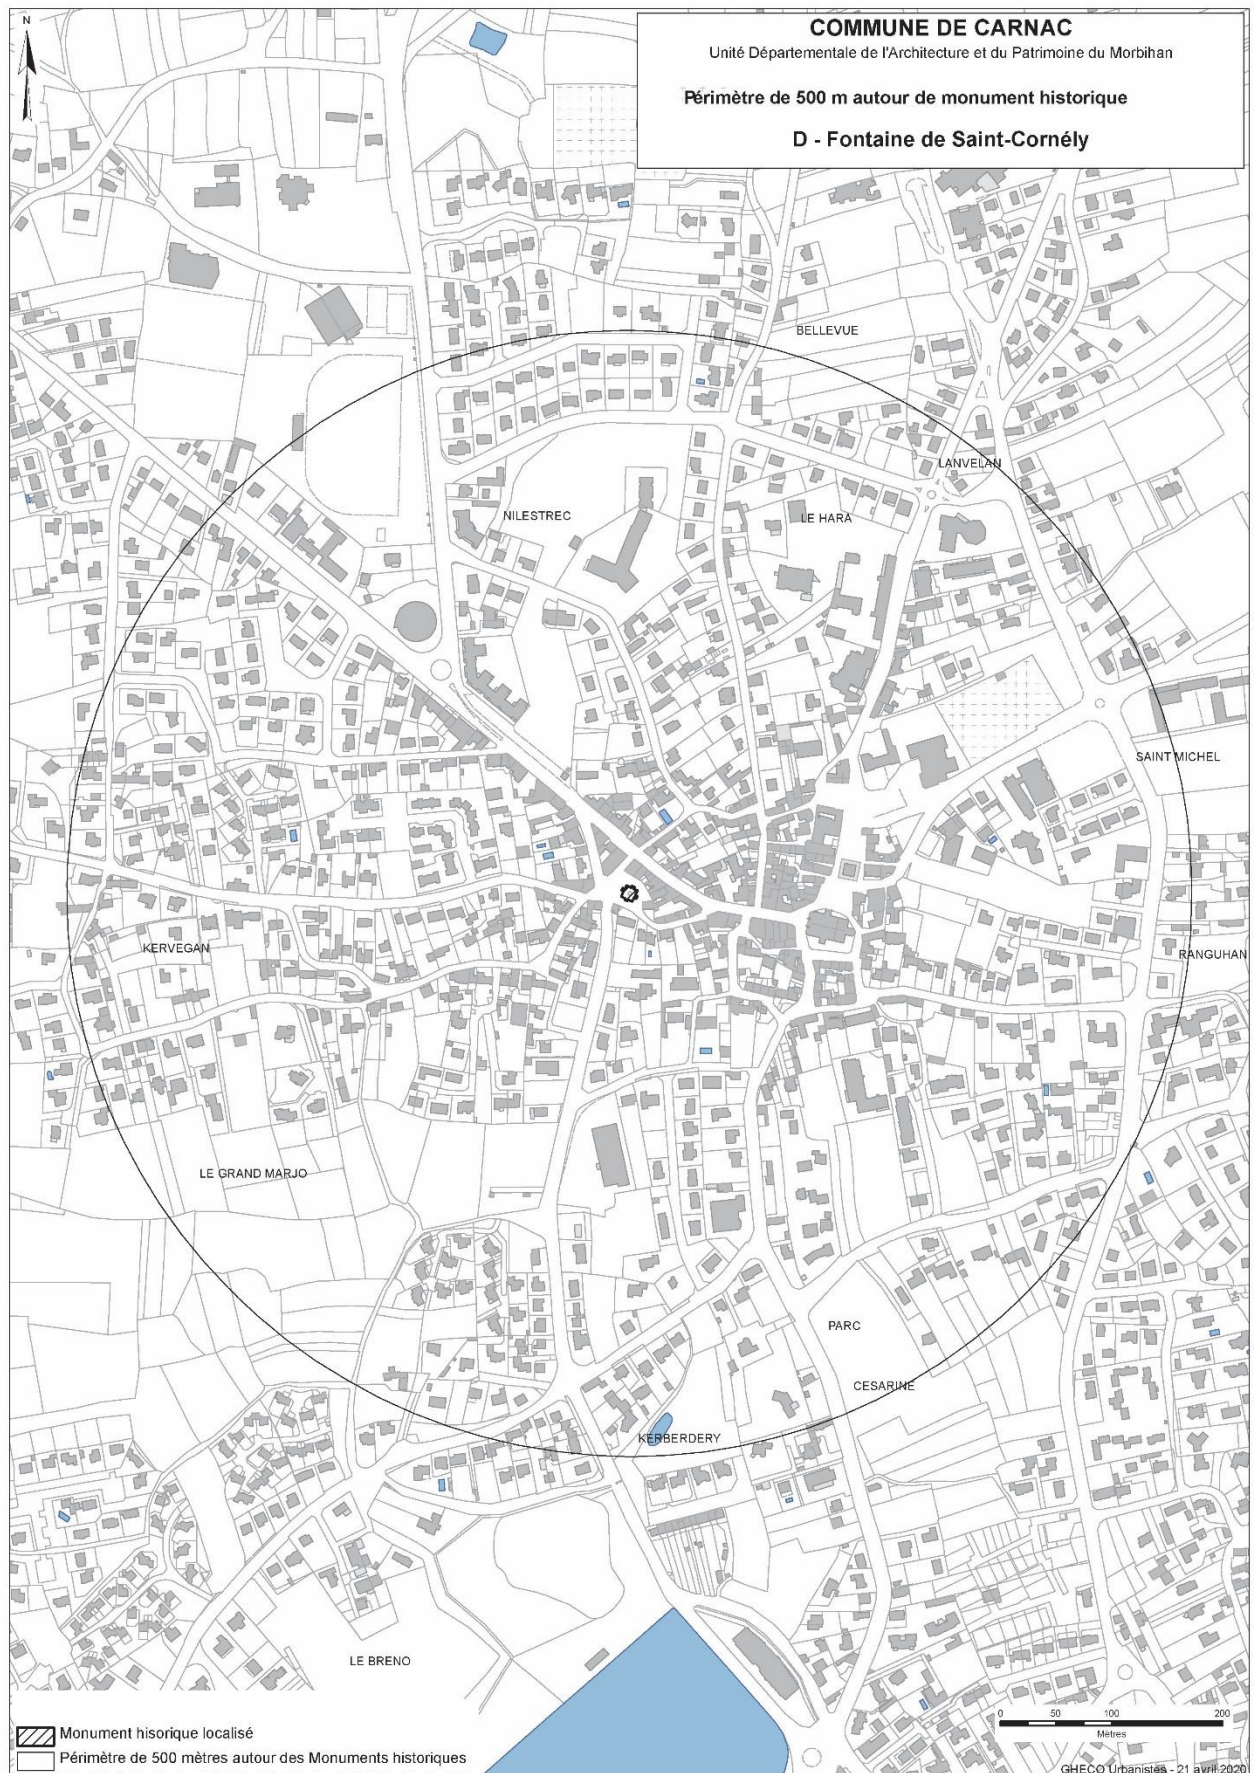 N
COMMUNE DE CARNAC
Unité Départementale de l'Architecture et du Patrimoine du Morbihan
Périmètre de 500 m autour de monument historique
D - Fontaine de Saint-Cornély
BELLEVUE
LANVELAN
NILESTREC
LE HARA
SAINT MICHEL
KERVEGAN
RANGUHAN
LE GRAND MARJO
PARC
CESARINE
KERBERDERY
LE BRENO
0 50 100 200
Mètres
Monument hisorique localisé
Périmètre de 500 mètres autour des Monuments historiques
GHECO Urbanistes - 21 avril 2020